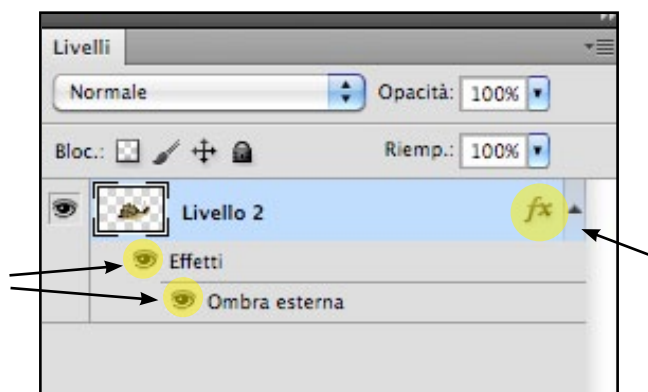 Livelli
Normale Opacità: 100%
Bloc.: Riemp.: 100%
Livello 2 fx
Effetti
Ombra esterna